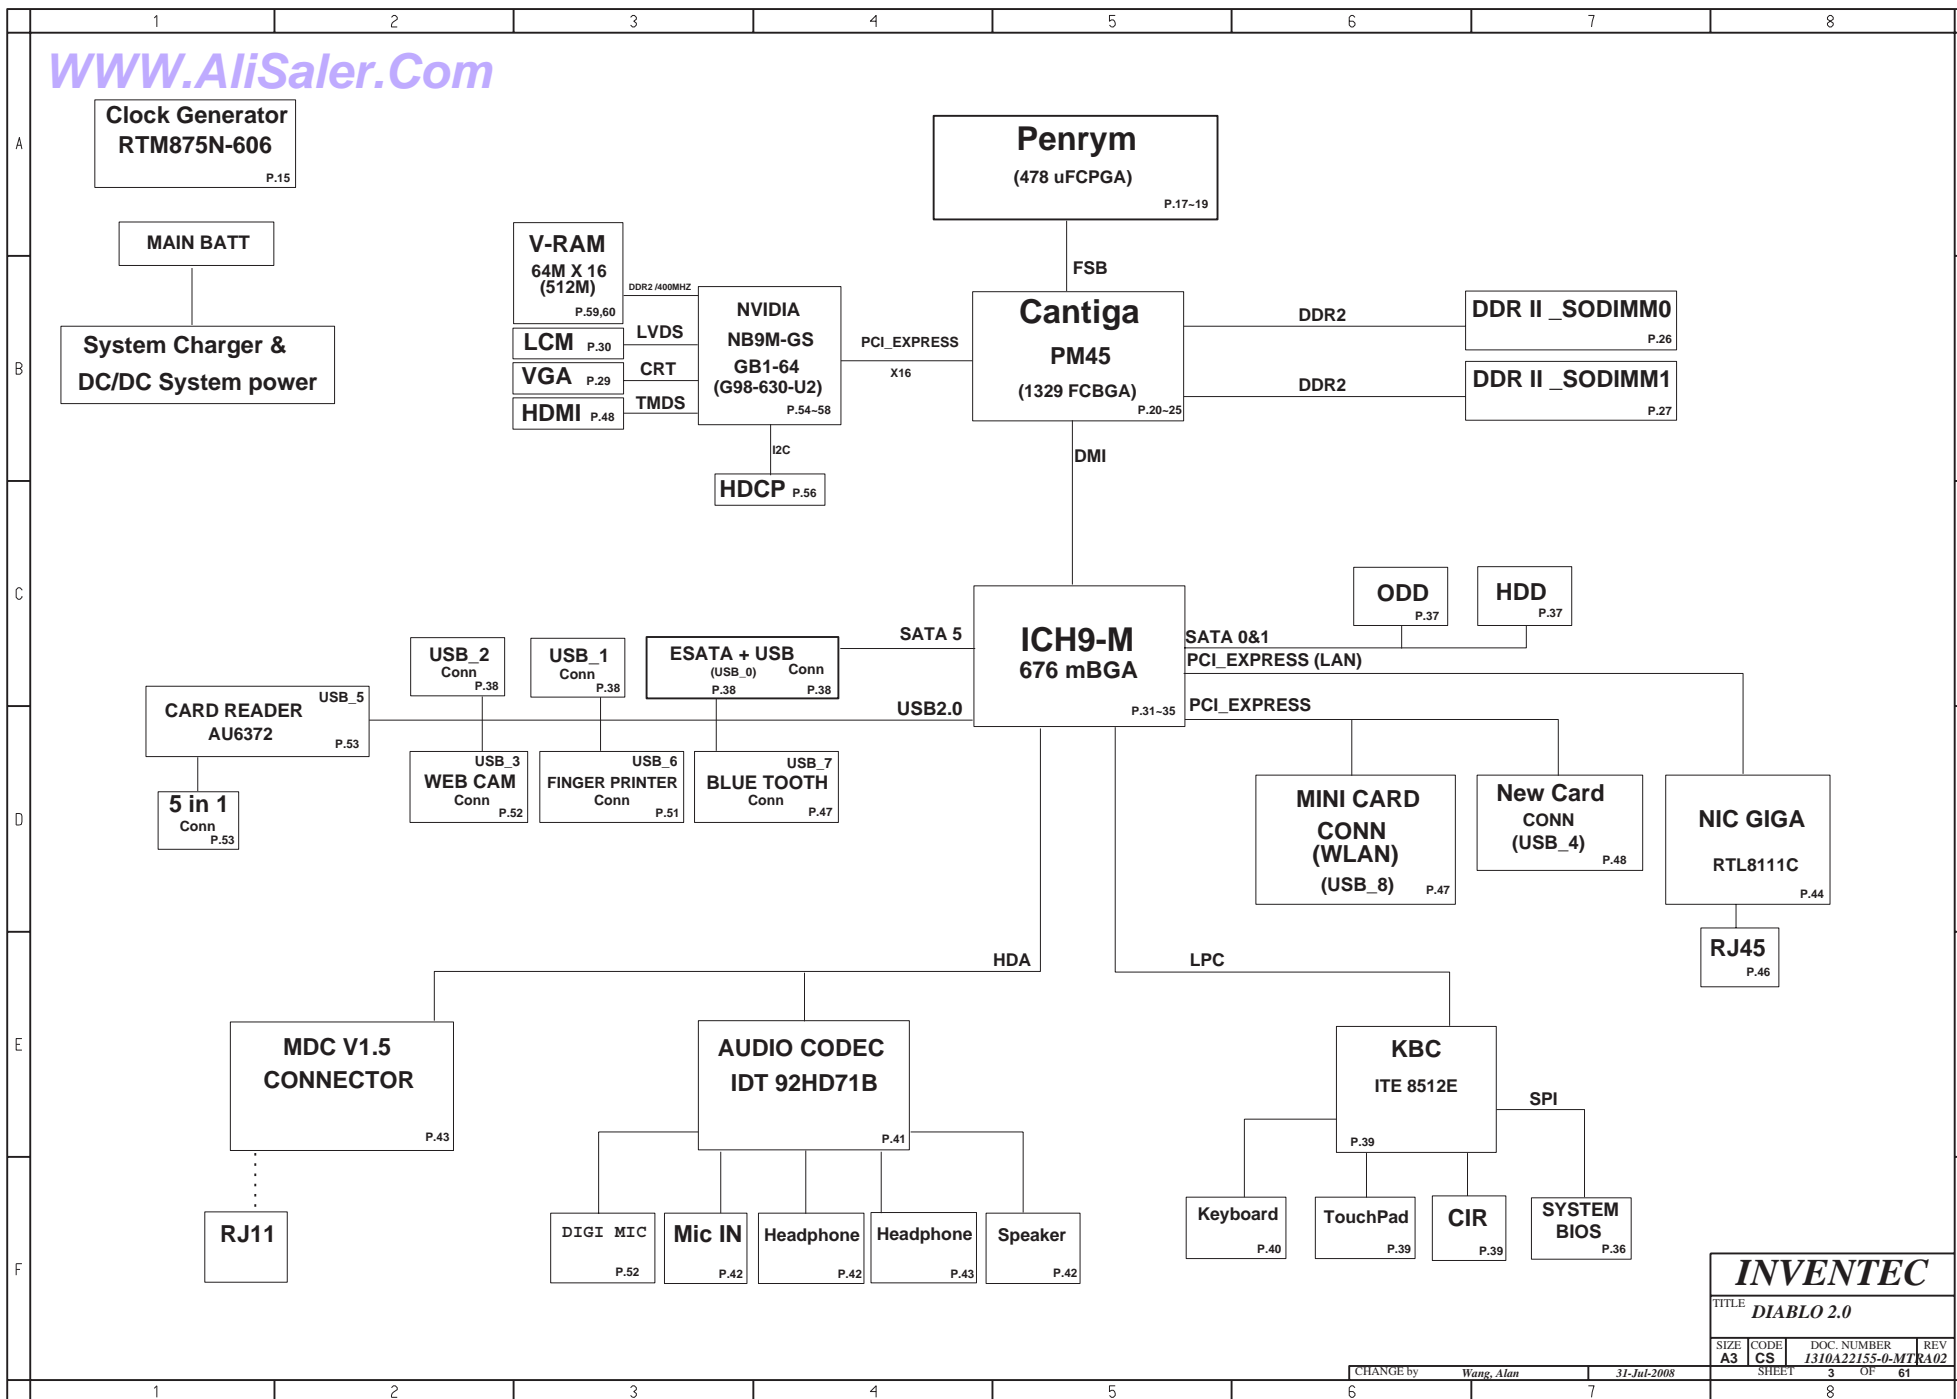 1 2 3 4 5 6 7 8
WWW.AliSaler.Com
A
B
C
D
E
F
Clock Generator
RTM875N-606
P.15
MAIN BATT
System Charger &
DC/DC System power
Penrym
(478 uFCPGA)
P.17~19
FSB
V-RAM
64M X 16
(512M)
P.59,60
DDR2 /400MHZ
LCM P.30
LVDS
VGA P.29
CRT
HDMI P.48
TMDS
NVIDIA
NB9M-GS
GB1-64
(G98-630-U2)
P.54~58
I2C
HDCP P.56
PCI_EXPRESS
X16
Cantiga
PM45
(1329 FCBGA)
P.20~25
DDR2
DDR II _SODIMM0
P.26
DDR2
DDR II _SODIMM1
P.27
DMI
ICH9-M
676 mBGA
P.31~35
SATA 5
USB2.0
SATA 0&1
PCI_EXPRESS (LAN)
PCI_EXPRESS
ODD
P.37
HDD
P.37
USB_2
Conn
P.38
USB_1
Conn
P.38
ESATA + USB
(USB_0) Conn
P.38 P.38
USB_5
CARD READER
AU6372
P.53
5 in 1
Conn
P.53
USB_3
WEB CAM
Conn
P.52
USB_6
FINGER PRINTER
Conn
P.51
USB_7
BLUE TOOTH
Conn
P.47
MINI CARD
CONN
(WLAN)
(USB_8)
P.47
New Card
CONN
(USB_4)
P.48
NIC GIGA
RTL8111C
P.44
RJ45
P.46
HDA
LPC
MDC V1.5
CONNECTOR
P.43
RJ11
AUDIO CODEC
IDT 92HD71B
P.41
DIGI MIC
P.52
Mic IN
P.42
Headphone
P.42
Headphone
P.43
Speaker
P.42
KBC
ITE 8512E
P.39
SPI
Keyboard
P.40
TouchPad
P.39
CIR
P.39
SYSTEM
BIOS
P.36
INVENTEC
TITLE
DIABLO 2.0
SIZE CODE DOC. NUMBER REV
A3 CS 1310A22155-0-MTRA02
CHANGE by Wang, Alan 31-Jul-2008 SHEET 3 OF 61
1 2 3 4 5 6 7 8